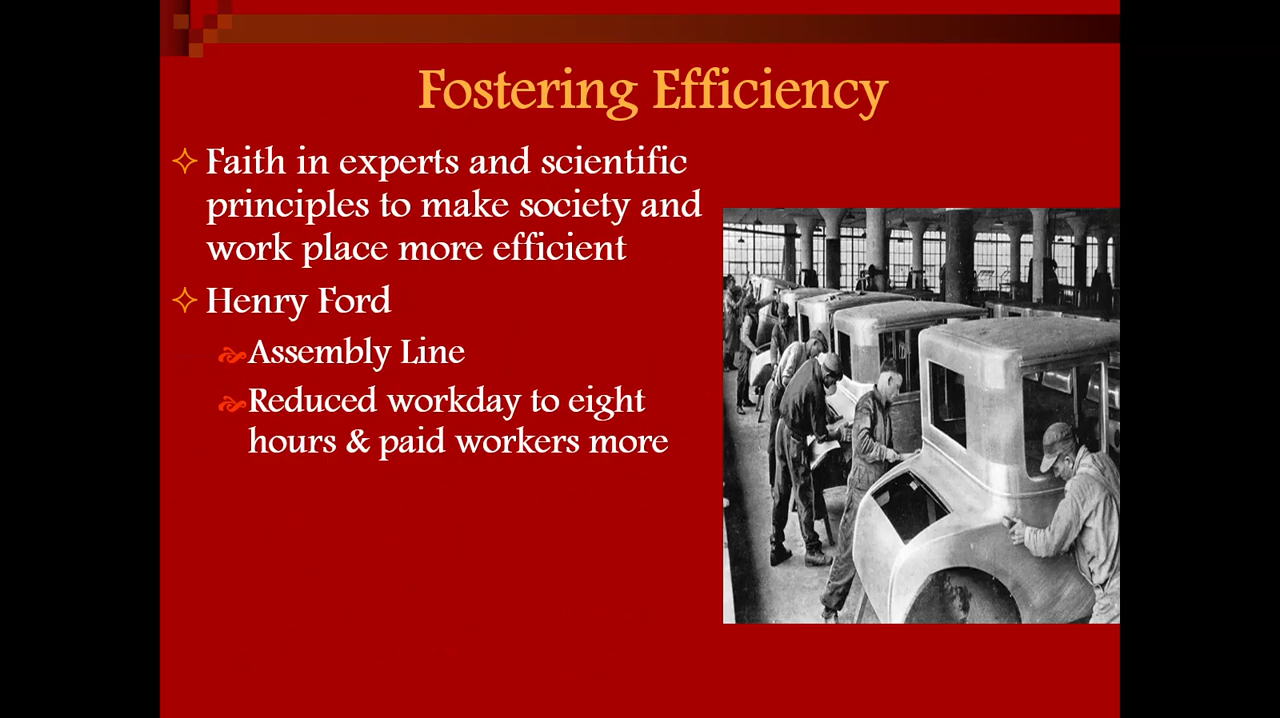 Fostering Efficiency
Faith in experts and scientific
principles to make society and
work place more efficient
Henry Ford
Assembly Line
Reduced workday to eight
hours & paid workers more